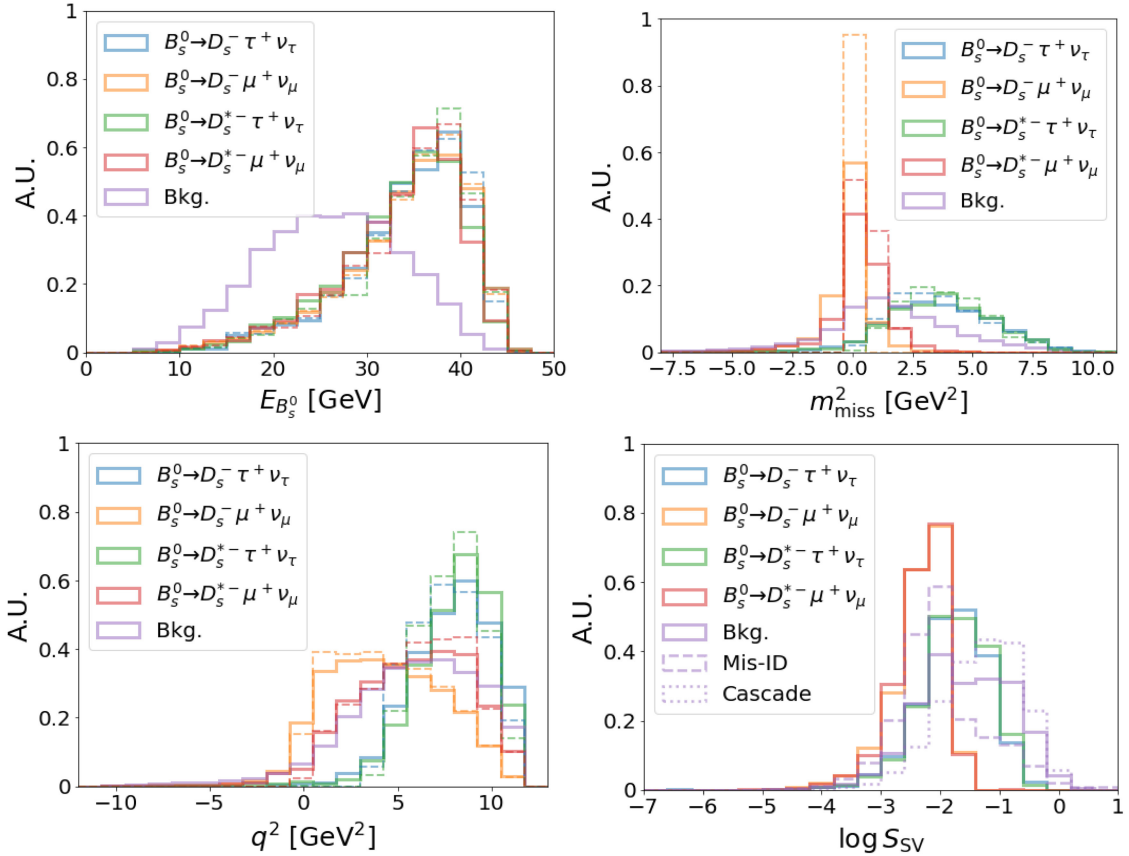 1
0.8
0.6
0.4
0.2
0
A.U.
B_s^0→D_s^- τ^+ ν_τ
B_s^0→D_s^- μ^+ ν_μ
B_s^0→D_s^{*-} τ^+ ν_τ
B_s^0→D_s^{*-} μ^+ ν_μ
Bkg.
0 10 20 30 40 50
E_{B_s^0} [GeV]
1
0.8
0.6
0.4
0.2
0
A.U.
B_s^0→D_s^- τ^+ ν_τ
B_s^0→D_s^- μ^+ ν_μ
B_s^0→D_s^{*-} τ^+ ν_τ
B_s^0→D_s^{*-} μ^+ ν_μ
Bkg.
−7.5 −5.0 −2.5 0.0 2.5 5.0 7.5 10.0
m_miss^2 [GeV^2]
1
0.8
0.6
0.4
0.2
0
A.U.
B_s^0→D_s^- τ^+ ν_τ
B_s^0→D_s^- μ^+ ν_μ
B_s^0→D_s^{*-} τ^+ ν_τ
B_s^0→D_s^{*-} μ^+ ν_μ
Bkg.
−10 −5 0 5 10
q^2 [GeV^2]
1
0.8
0.6
0.4
0.2
0
A.U.
B_s^0→D_s^- τ^+ ν_τ
B_s^0→D_s^- μ^+ ν_μ
B_s^0→D_s^{*-} τ^+ ν_τ
B_s^0→D_s^{*-} μ^+ ν_μ
Bkg.
Mis-ID
Cascade
−7 −6 −5 −4 −3 −2 −1 0 1
log S_SV